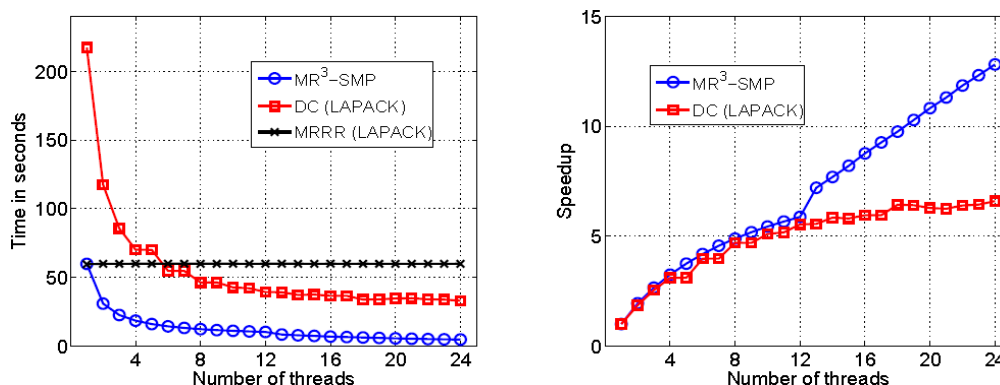 Time in seconds
200
150
100
50
0
MR³-SMP
DC (LAPACK)
MRRR (LAPACK)
4 8 12 16 20 24
Number of threads
Speedup
15
10
5
0
MR³-SMP
DC (LAPACK)
4 8 12 16 20 24
Number of threads